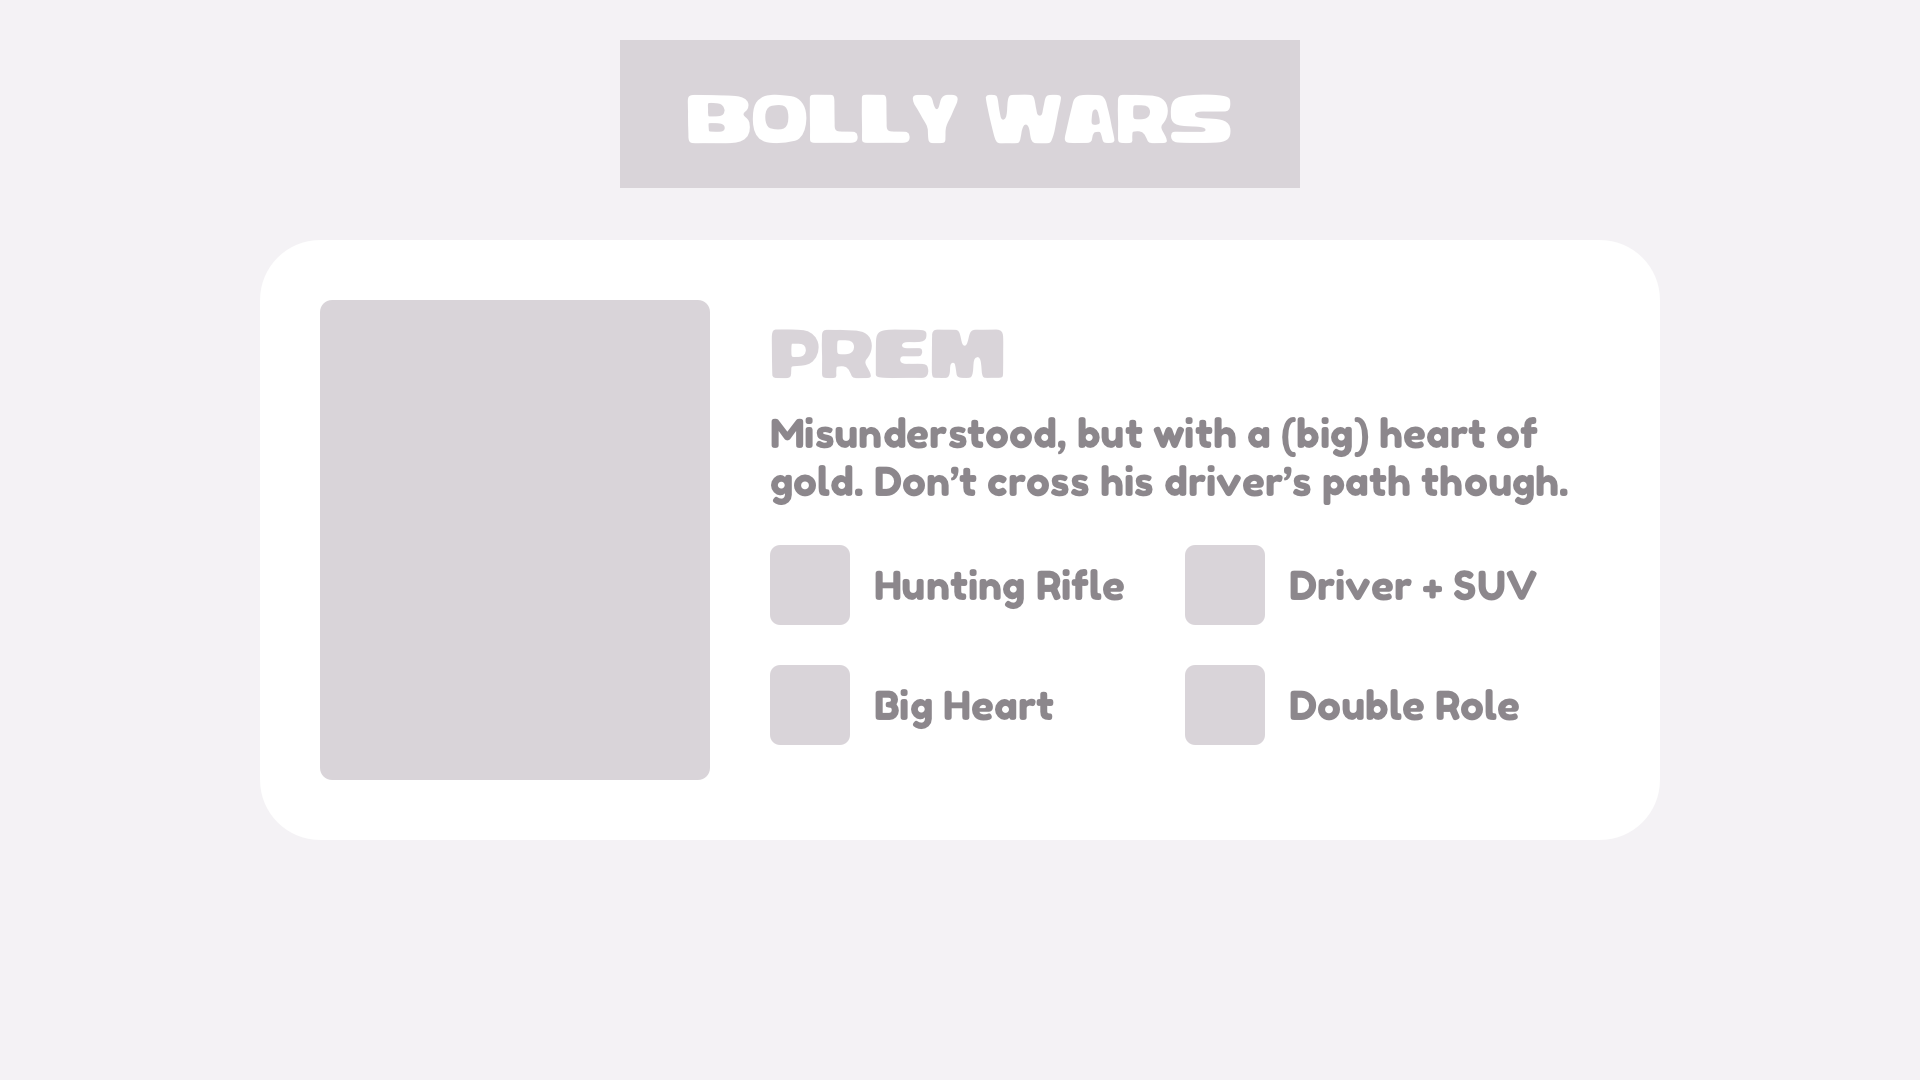 BOLLY WARS
PREM
Misunderstood, but with a (big) heart of
gold. Don’t cross his driver’s path though.
Hunting Rifle
Driver + SUV
Big Heart
Double Role